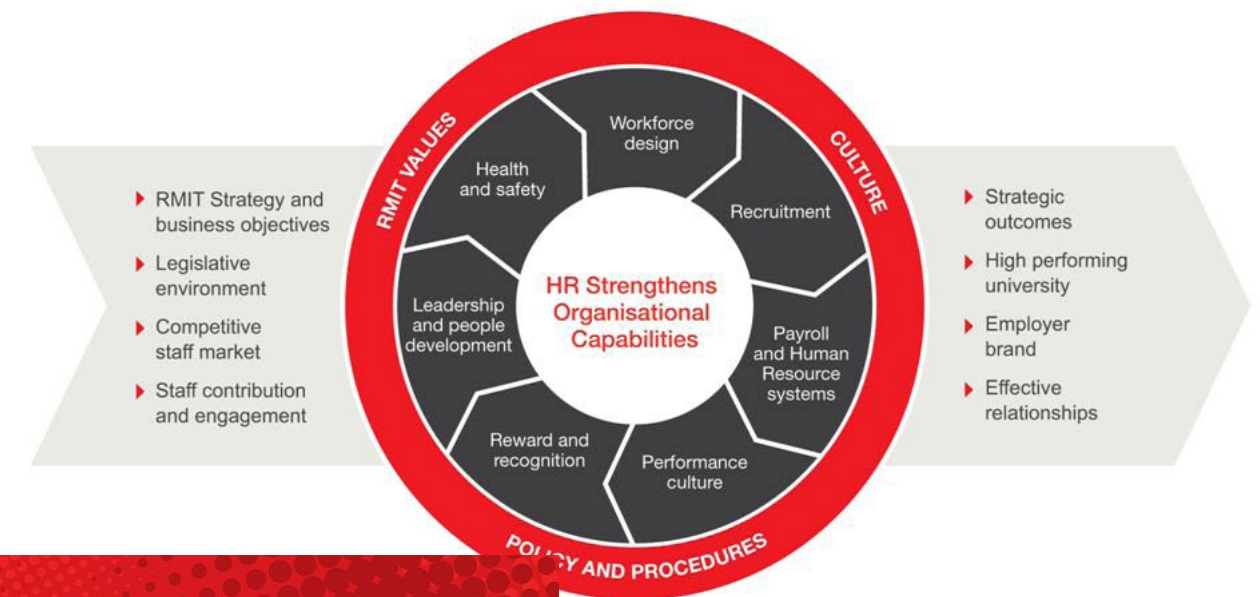 RMIT Strategy and
business objectives
Legislative
environment
Competitive
staff market
Staff contribution
and engagement
RMIT VALUES
CULTURE
POLICY AND PROCEDURES
Workforce
design
Recruitment
Payroll
and Human
Resource
systems
Performance
culture
Reward and
recognition
Leadership
and people
development
Health
and safety
HR Strengthens
Organisational
Capabilities
Strategic
outcomes
High performing
university
Employer
brand
Effective
relationships